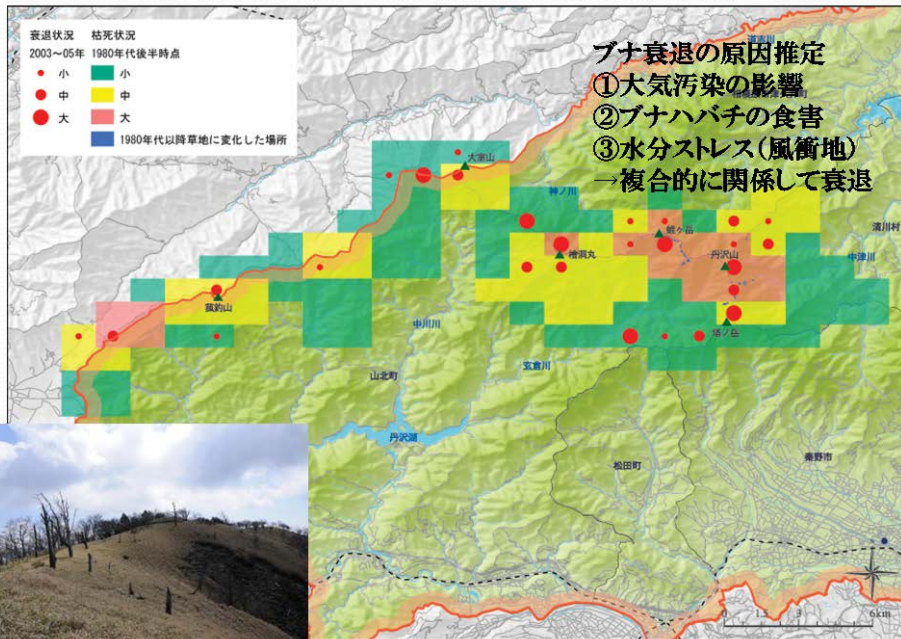 衰退状況 枯死状況
2003～05年 1980年代後半時点
小 小
中 中
大 大
1980年代以降草地に変化した場所
ブナ衰退の原因推定
①大気汚染の影響
②ブナハバチの食害
③水分ストレス(風衝地)
→複合的に関係して衰退
道志川
大室山
神ノ川
蛭ヶ岳
清川村
檜洞丸
丹沢山
中津川
菰釣山
中川川
塔ノ岳
玄倉川
山北町
丹沢湖
松田町
秦野市
0 1.5 3 6km